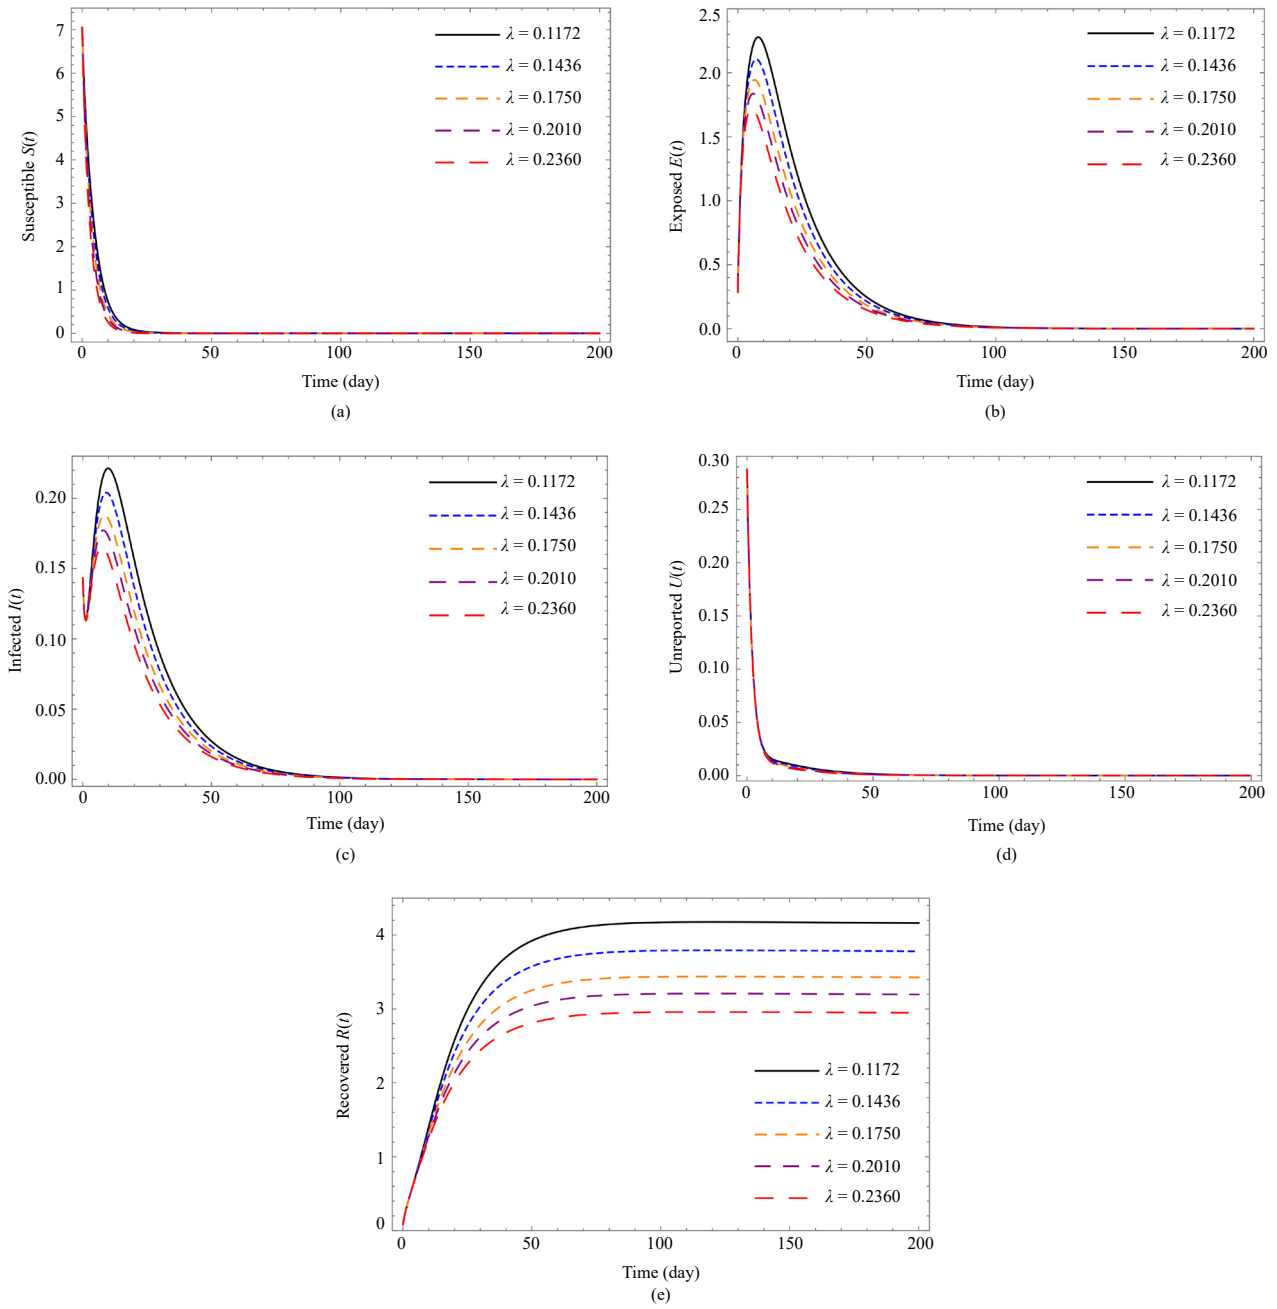 7
6
5
4
3
2
1
0
Susceptible S(t)
λ = 0.1172
λ = 0.1436
λ = 0.1750
λ = 0.2010
λ = 0.2360
0 50 100 150 200
Time (day)
(a)
2.5
2.0
1.5
1.0
0.5
0.0
Exposed E(t)
λ = 0.1172
λ = 0.1436
λ = 0.1750
λ = 0.2010
λ = 0.2360
0 50 100 150 200
Time (day)
(b)
0.20
0.15
0.10
0.05
0.00
Infected I(t)
λ = 0.1172
λ = 0.1436
λ = 0.1750
λ = 0.2010
λ = 0.2360
0 50 100 150 200
Time (day)
(c)
0.30
0.25
0.20
0.15
0.10
0.05
0.00
Unreported U(t)
λ = 0.1172
λ = 0.1436
λ = 0.1750
λ = 0.2010
λ = 0.2360
0 50 100 150 200
Time (day)
(d)
4
3
2
1
0
Recovered R(t)
λ = 0.1172
λ = 0.1436
λ = 0.1750
λ = 0.2010
λ = 0.2360
0 50 100 150 200
Time (day)
(e)